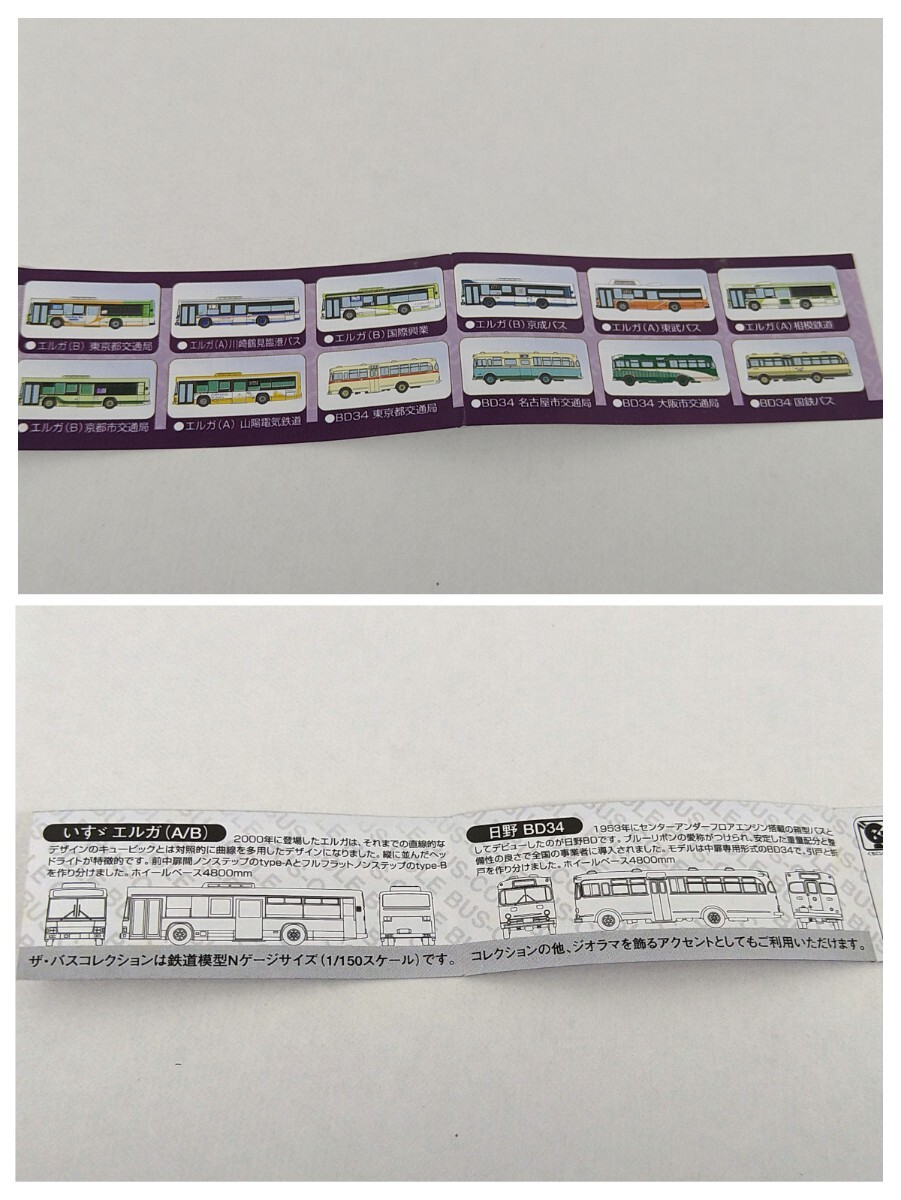 ●エルガ(B) 東京都交通局
●エルガ(A)川崎鶴見臨港バス
●エルガ(B)国際興業
●エルガ(B)京成バス
●エルガ(A)東武バス
●エルガ(A)相模鉄道
●エルガ(B)京都市交通局
●エルガ(A) 山陽電気鉄道
●BD34 東京都交通局
●BD34 名古屋市交通局
●BD34 大阪市交通局
●BD34 国鉄バス
いすゞ エルガ(A/B)
2000年に登場したエルガは、それまでの直線的な
デザインのキュービックとは対照的に曲線を多用したデザインになりました。縦に並んだヘッ
ドライトが特徴的です。前中扉間ノンステップのtype-Aとフルフラットノンステップのtype-B
を作り分けました。ホイールベース4800mm
ザ・バスコレクションは鉄道模型Nゲージサイズ(1/150スケール)です。
日野 BD34
1953年にセンターアンダーフロアエンジン搭載の箱型バスと
してデビューしたのが日野BDです。ブルーリボンの愛称がつけられ、安定した重量配分と整
備性の良さで全国の事業者に導入されました。モデルは中扉専用形式のBD34で、引戸と折
戸を作り分けました。ホイールベース4800mm
コレクションの他、ジオラマを飾るアクセントとしてもご利用いただけます。